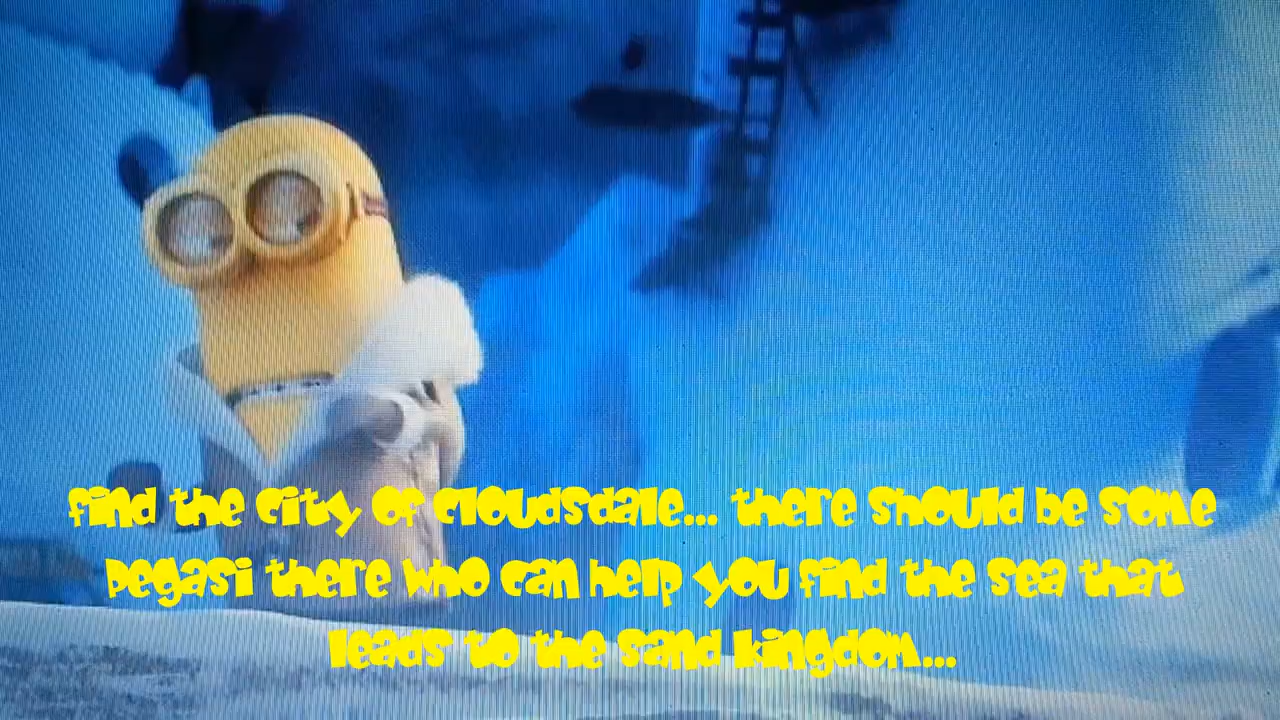 find the city of cloudsdale... there should be some
pegasi there who can help you find the sea that
leads to the sand kingdom...